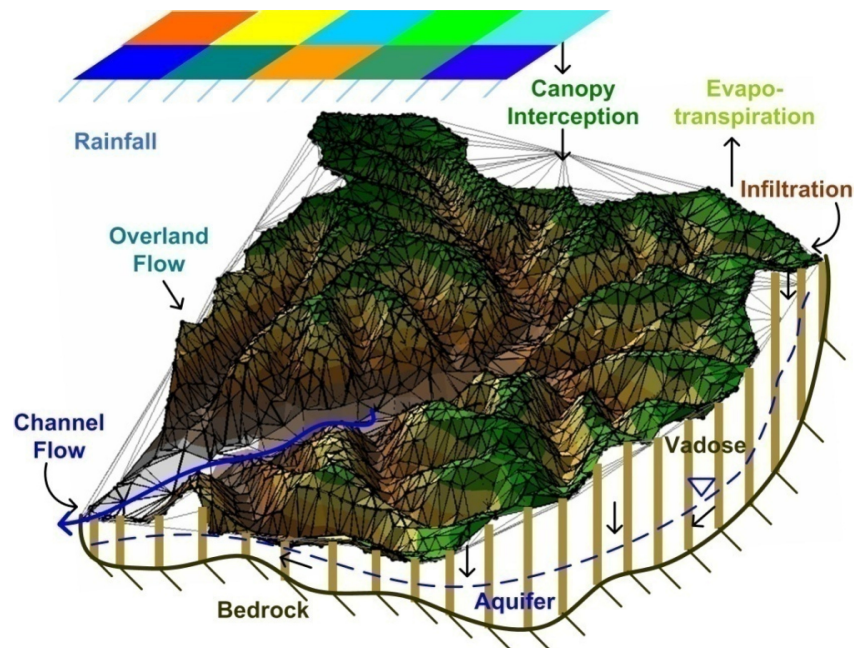 Canopy
Interception
Evapo-
transpiration
Rainfall
Infiltration
Overland
Flow
Channel
Flow
Vadose
Bedrock
Aquifer